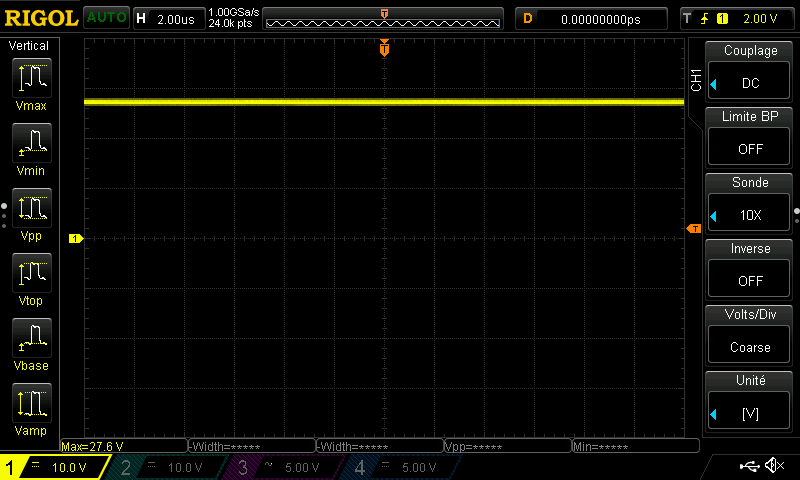 RIGOL AUTO H 2.00us 1.00GSa/s 24.0k pts T D 0.00000000ps T 1 2.00 V
Vertical
Vmax
Vmin
Vpp
Vtop
Vbase
Vamp
T
1
T
CH1
Couplage
DC
Limite BP
OFF
Sonde
10X
Inverse
OFF
Volts/Div
Coarse
Unité
[V]
Max=27.6 V -Width=***** -Width=***** Vpp=***** Min=*****
1 10.0 V 2 10.0 V 3 ~ 5.00 V 4 5.00 V